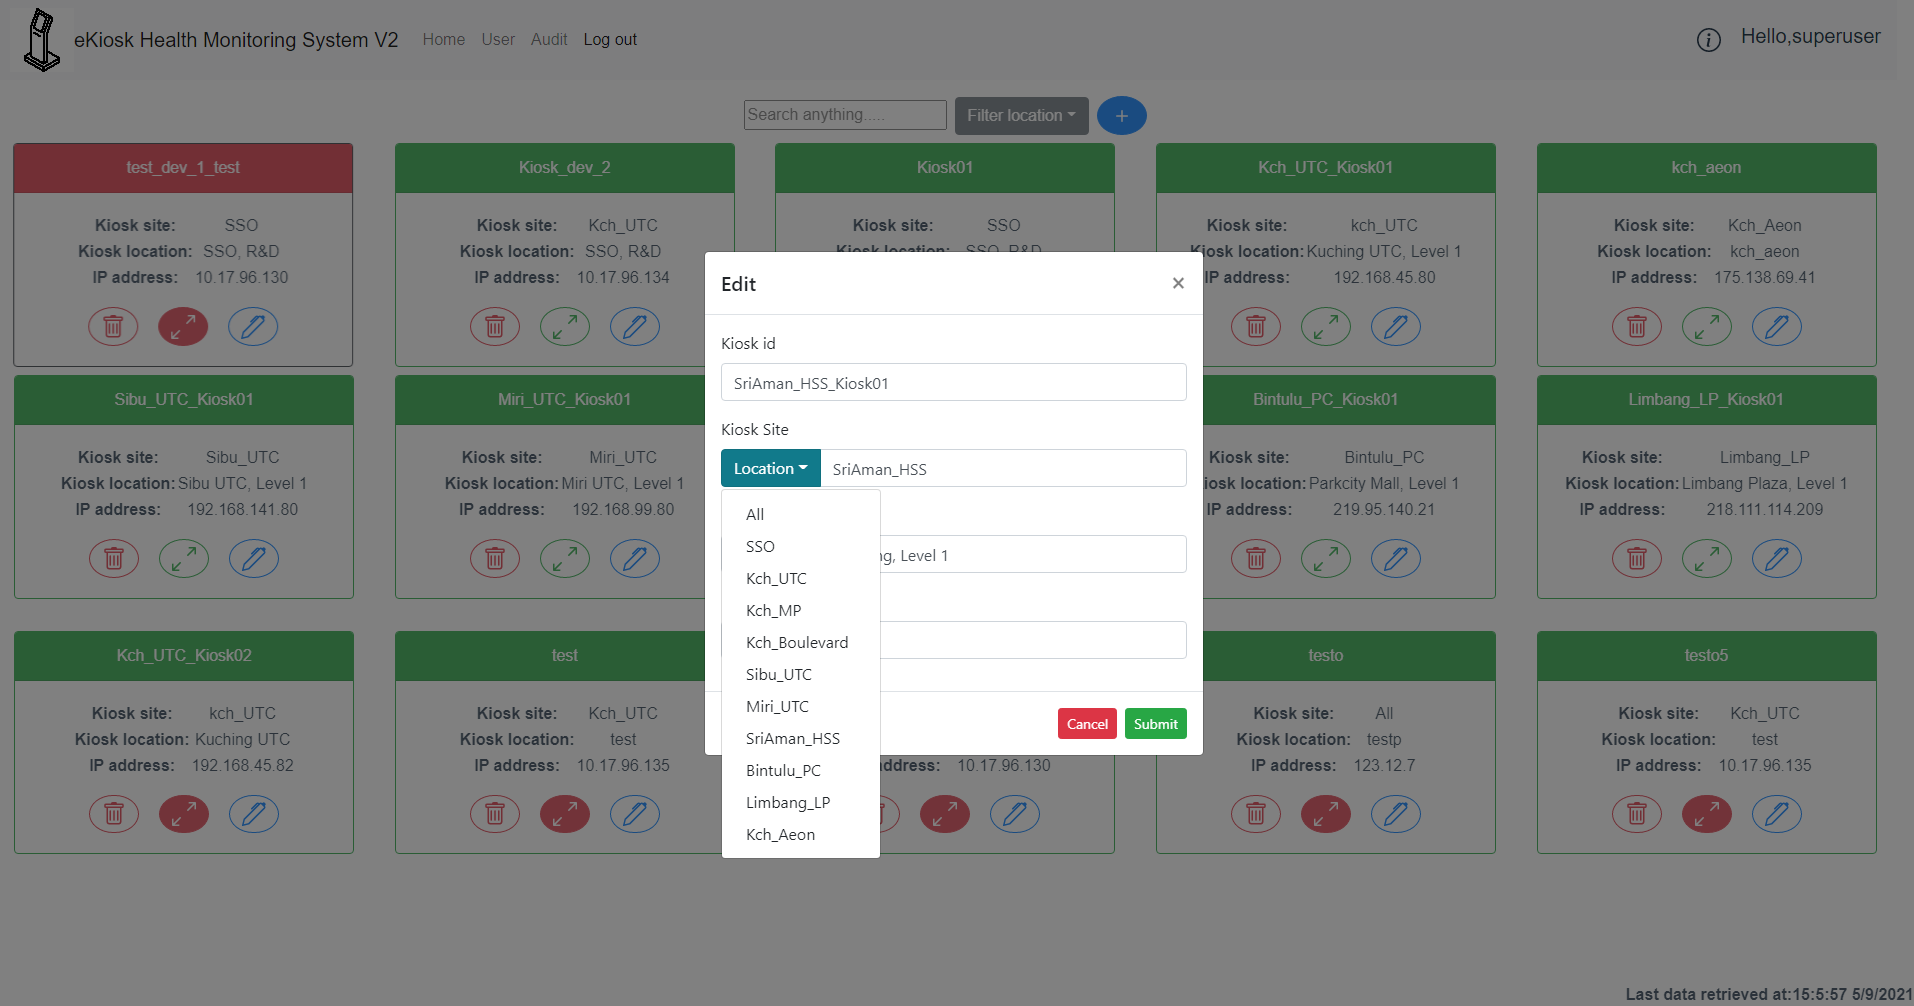 eKiosk Health Monitoring System V2 Home User Audit Log out Hello,superuser
Search anything..... Filter location +
test_dev_1_test
Kiosk site: SSO
Kiosk location: SSO, R&D
IP address: 10.17.96.130
Kiosk_dev_2
Kiosk site: Kch_UTC
Kiosk location: SSO, R&D
IP address: 10.17.96.134
Kiosk01
Kiosk site: SSO
Kiosk location: SSO, R&D
Kch_UTC_Kiosk01
Kiosk site: kch_UTC
Kiosk location: Kuching UTC, Level 1
IP address: 192.168.45.80
kch_aeon
Kiosk site: Kch_Aeon
Kiosk location: kch_aeon
IP address: 175.138.69.41
Sibu_UTC_Kiosk01
Kiosk site: Sibu_UTC
Kiosk location: Sibu UTC, Level 1
IP address: 192.168.141.80
Miri_UTC_Kiosk01
Kiosk site: Miri_UTC
Kiosk location: Miri UTC, Level 1
IP address: 192.168.99.80
Bintulu_PC_Kiosk01
Kiosk site: Bintulu_PC
iosk location: Parkcity Mall, Level 1
IP address: 219.95.140.21
Limbang_LP_Kiosk01
Kiosk site: Limbang_LP
Kiosk location: Limbang Plaza, Level 1
IP address: 218.111.114.209
Kch_UTC_Kiosk02
Kiosk site: kch_UTC
Kiosk location: Kuching UTC
IP address: 192.168.45.82
test
Kiosk site: Kch_UTC
Kiosk location: test
IP address: 10.17.96.135
ddress: 10.17.96.130
testo
Kiosk site: All
Kiosk location: testp
IP address: 123.12.7
testo5
Kiosk site: Kch_UTC
Kiosk location: test
IP address: 10.17.96.135
Edit ×
Kiosk id
SriAman_HSS_Kiosk01
Kiosk Site
Location SriAman_HSS
ng, Level 1
All
SSO
Kch_UTC
Kch_MP
Kch_Boulevard
Sibu_UTC
Miri_UTC
SriAman_HSS
Bintulu_PC
Limbang_LP
Kch_Aeon
Cancel Submit
Last data retrieved at:15:5:57 5/9/2021